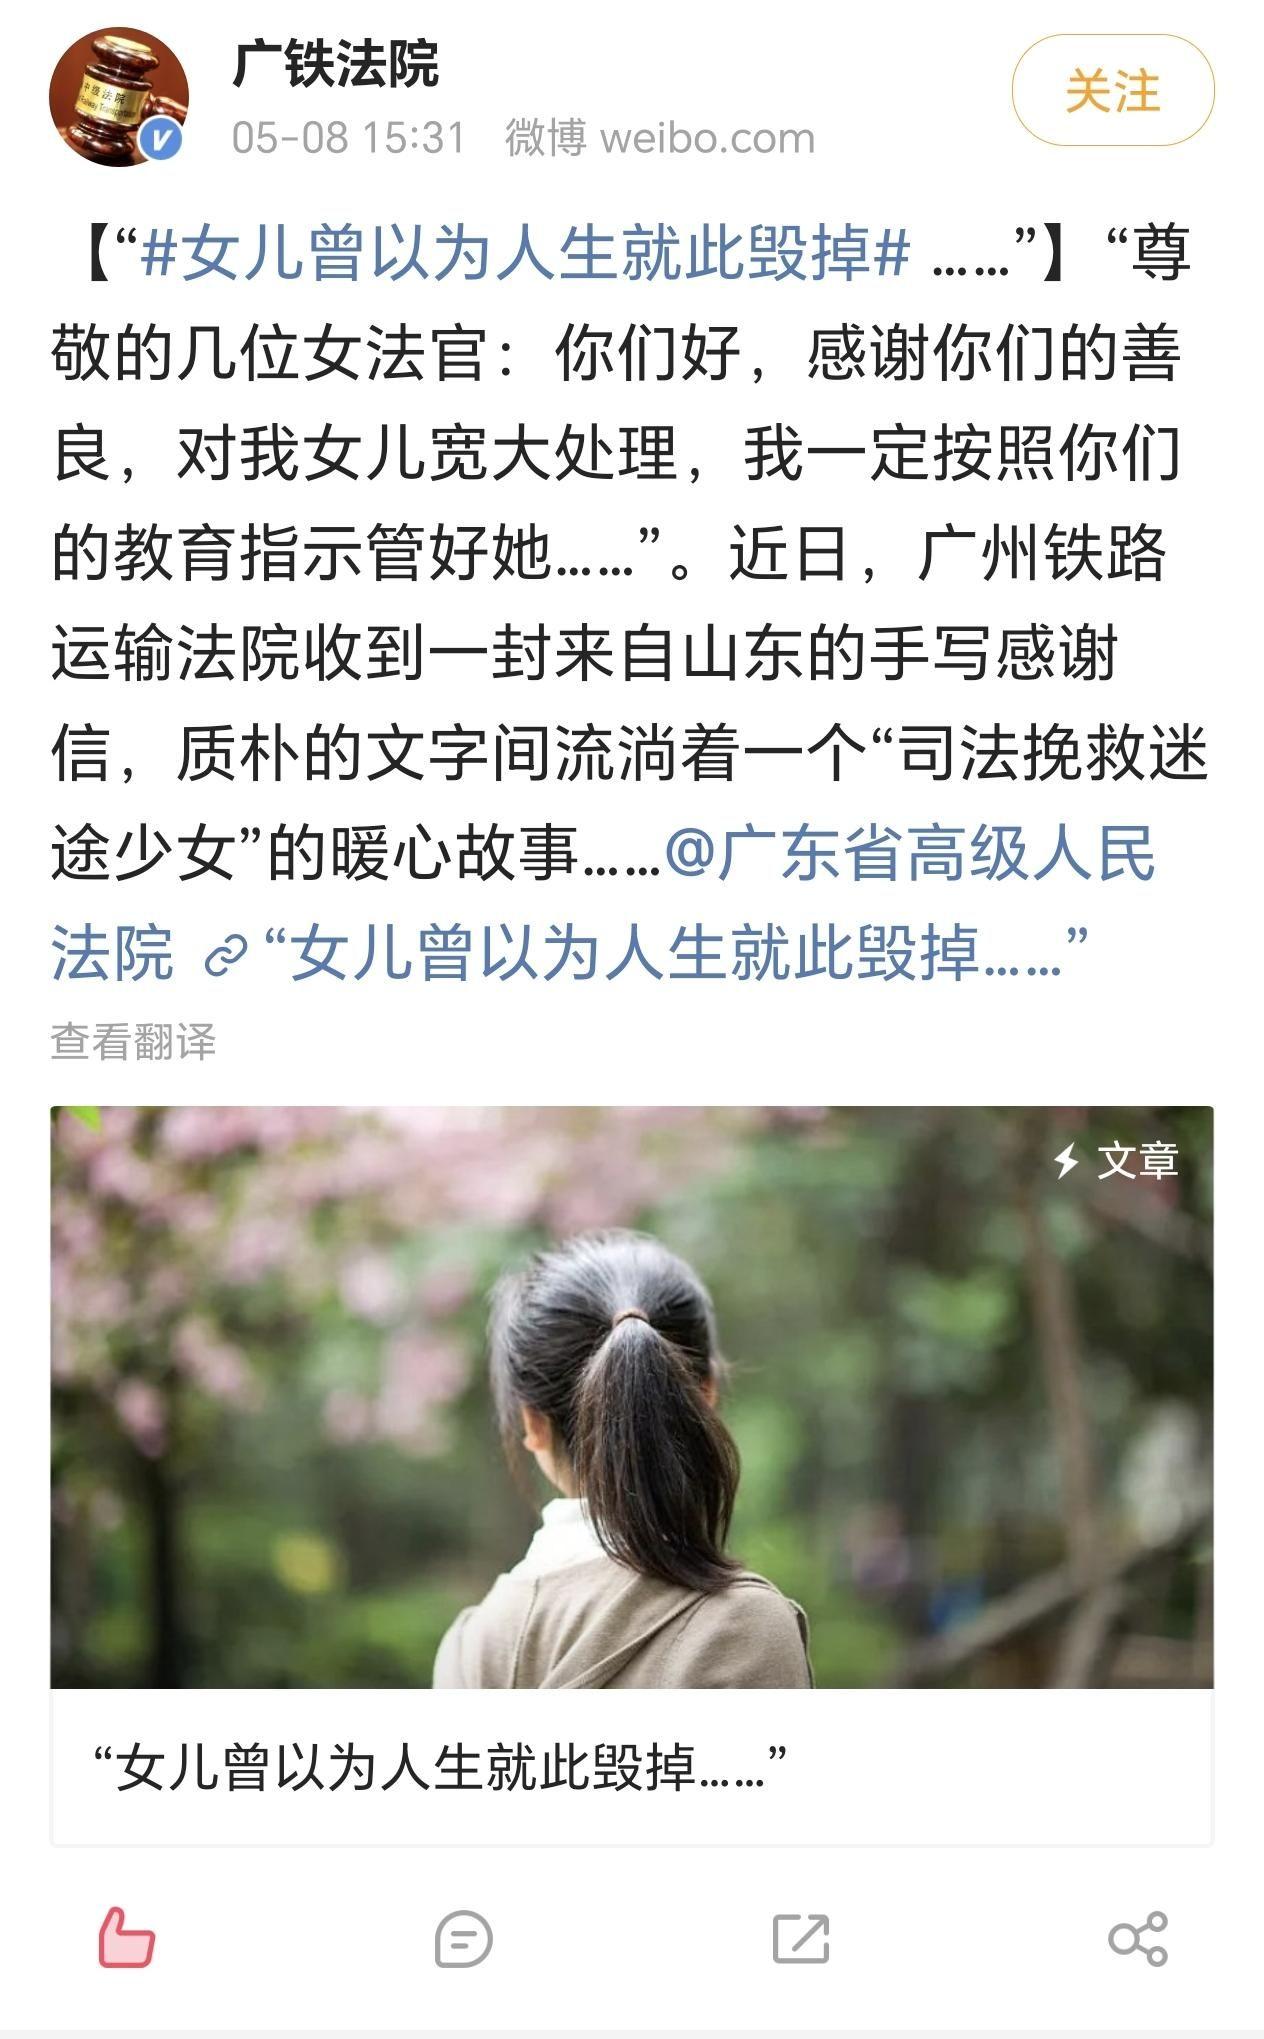 广铁法院
05-08 15:31 微博 weibo.com
关注
【“#女儿曾以为人生就此毁掉# ……”】“尊
敬的几位女法官：你们好，感谢你们的善
良，对我女儿宽大处理，我一定按照你们
的教育指示管好她……”。近日，广州铁路
运输法院收到一封来自山东的手写感谢
信，质朴的文字间流淌着一个“司法挽救迷
途少女”的暖心故事……@广东省高级人民
法院 “女儿曾以为人生就此毁掉……”
查看翻译
文章
“女儿曾以为人生就此毁掉……”